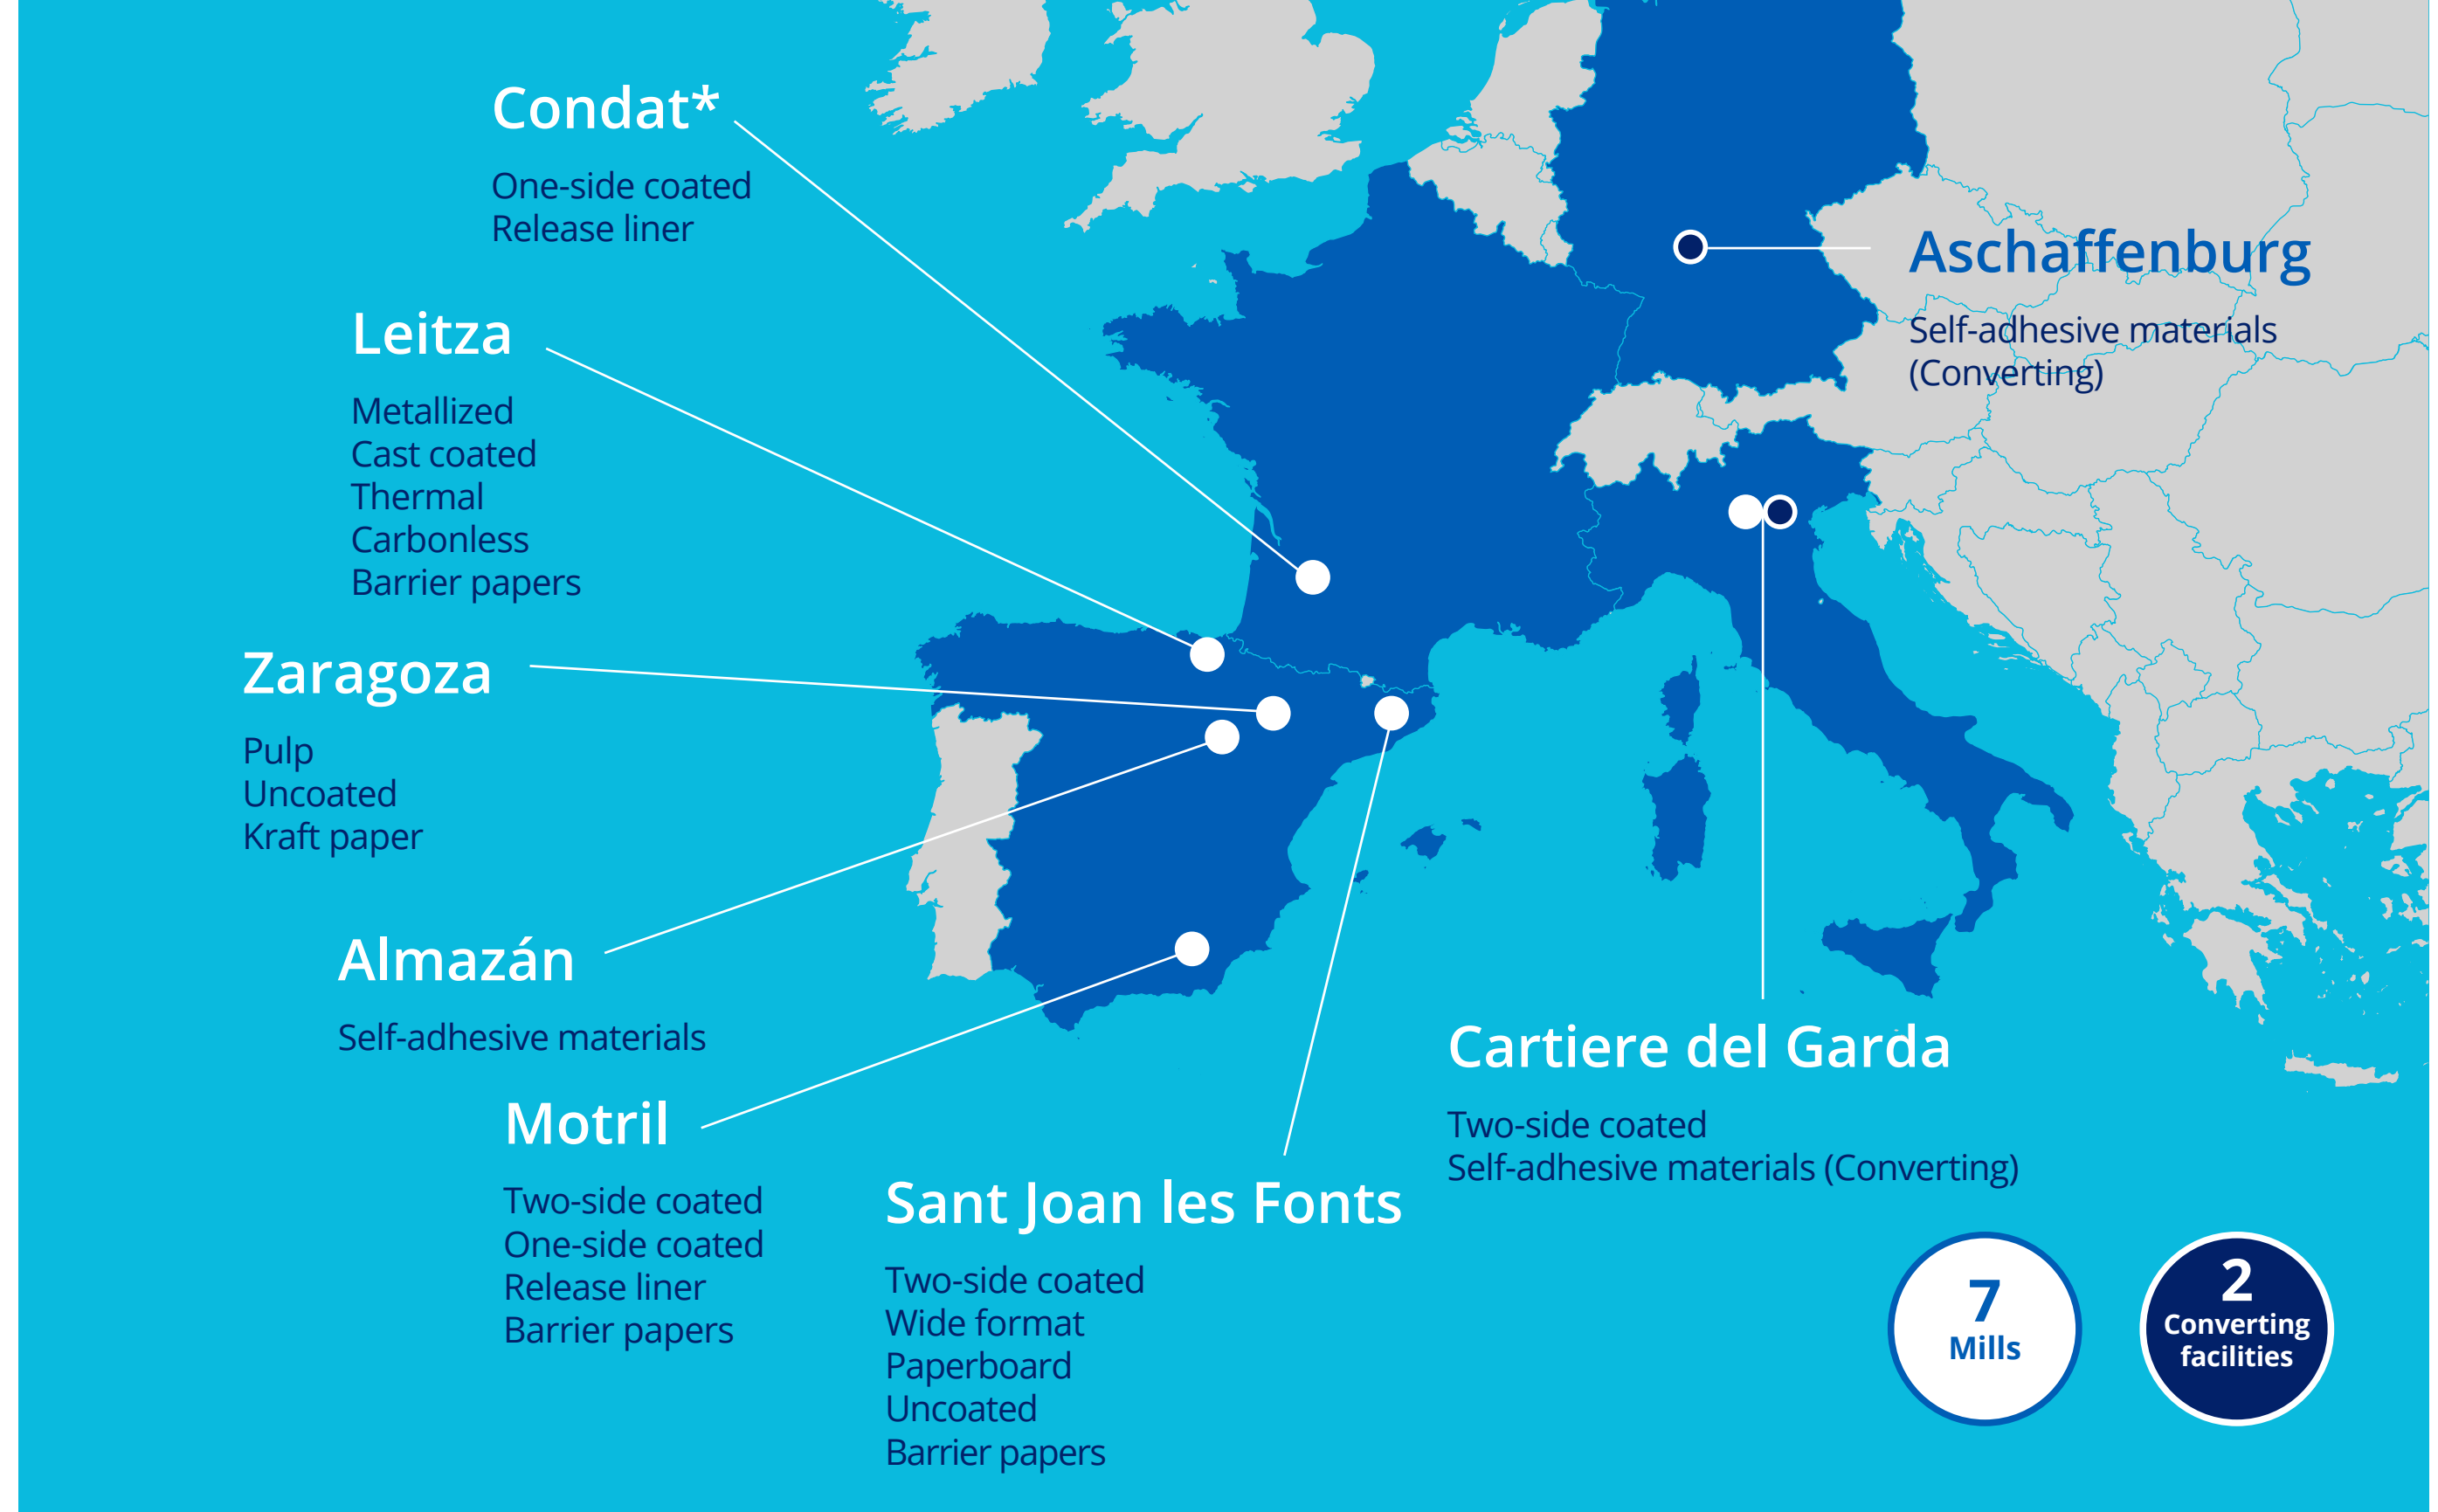 Condat*
One-side coated
Release liner
Leitza
Metallized
Cast coated
Thermal
Carbonless
Barrier papers
Zaragoza
Pulp
Uncoated
Kraft paper
Almazán
Self-adhesive materials
Motril
Two-side coated
One-side coated
Release liner
Barrier papers
Sant Joan les Fonts
Two-side coated
Wide format
Paperboard
Uncoated
Barrier papers
Aschaffenburg
Self-adhesive materials
(Converting)
Cartiere del Garda
Two-side coated
Self-adhesive materials (Converting)
7
Mills
2
Converting
facilities